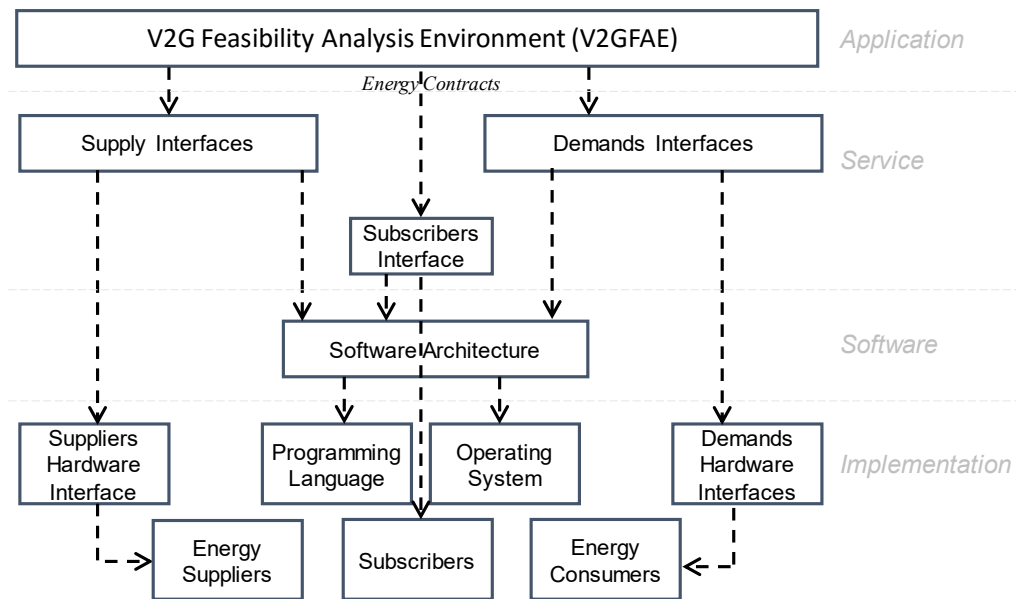 V2G Feasibility Analysis Environment (V2GFAE)
Application
Energy Contracts
Supply Interfaces
Demands Interfaces
Service
Subscribers
Interface
Software Architecture
Software
Suppliers
Hardware
Interface
Programming
Language
Operating
System
Demands
Hardware
Interfaces
Implementation
Energy
Suppliers
Subscribers
Energy
Consumers